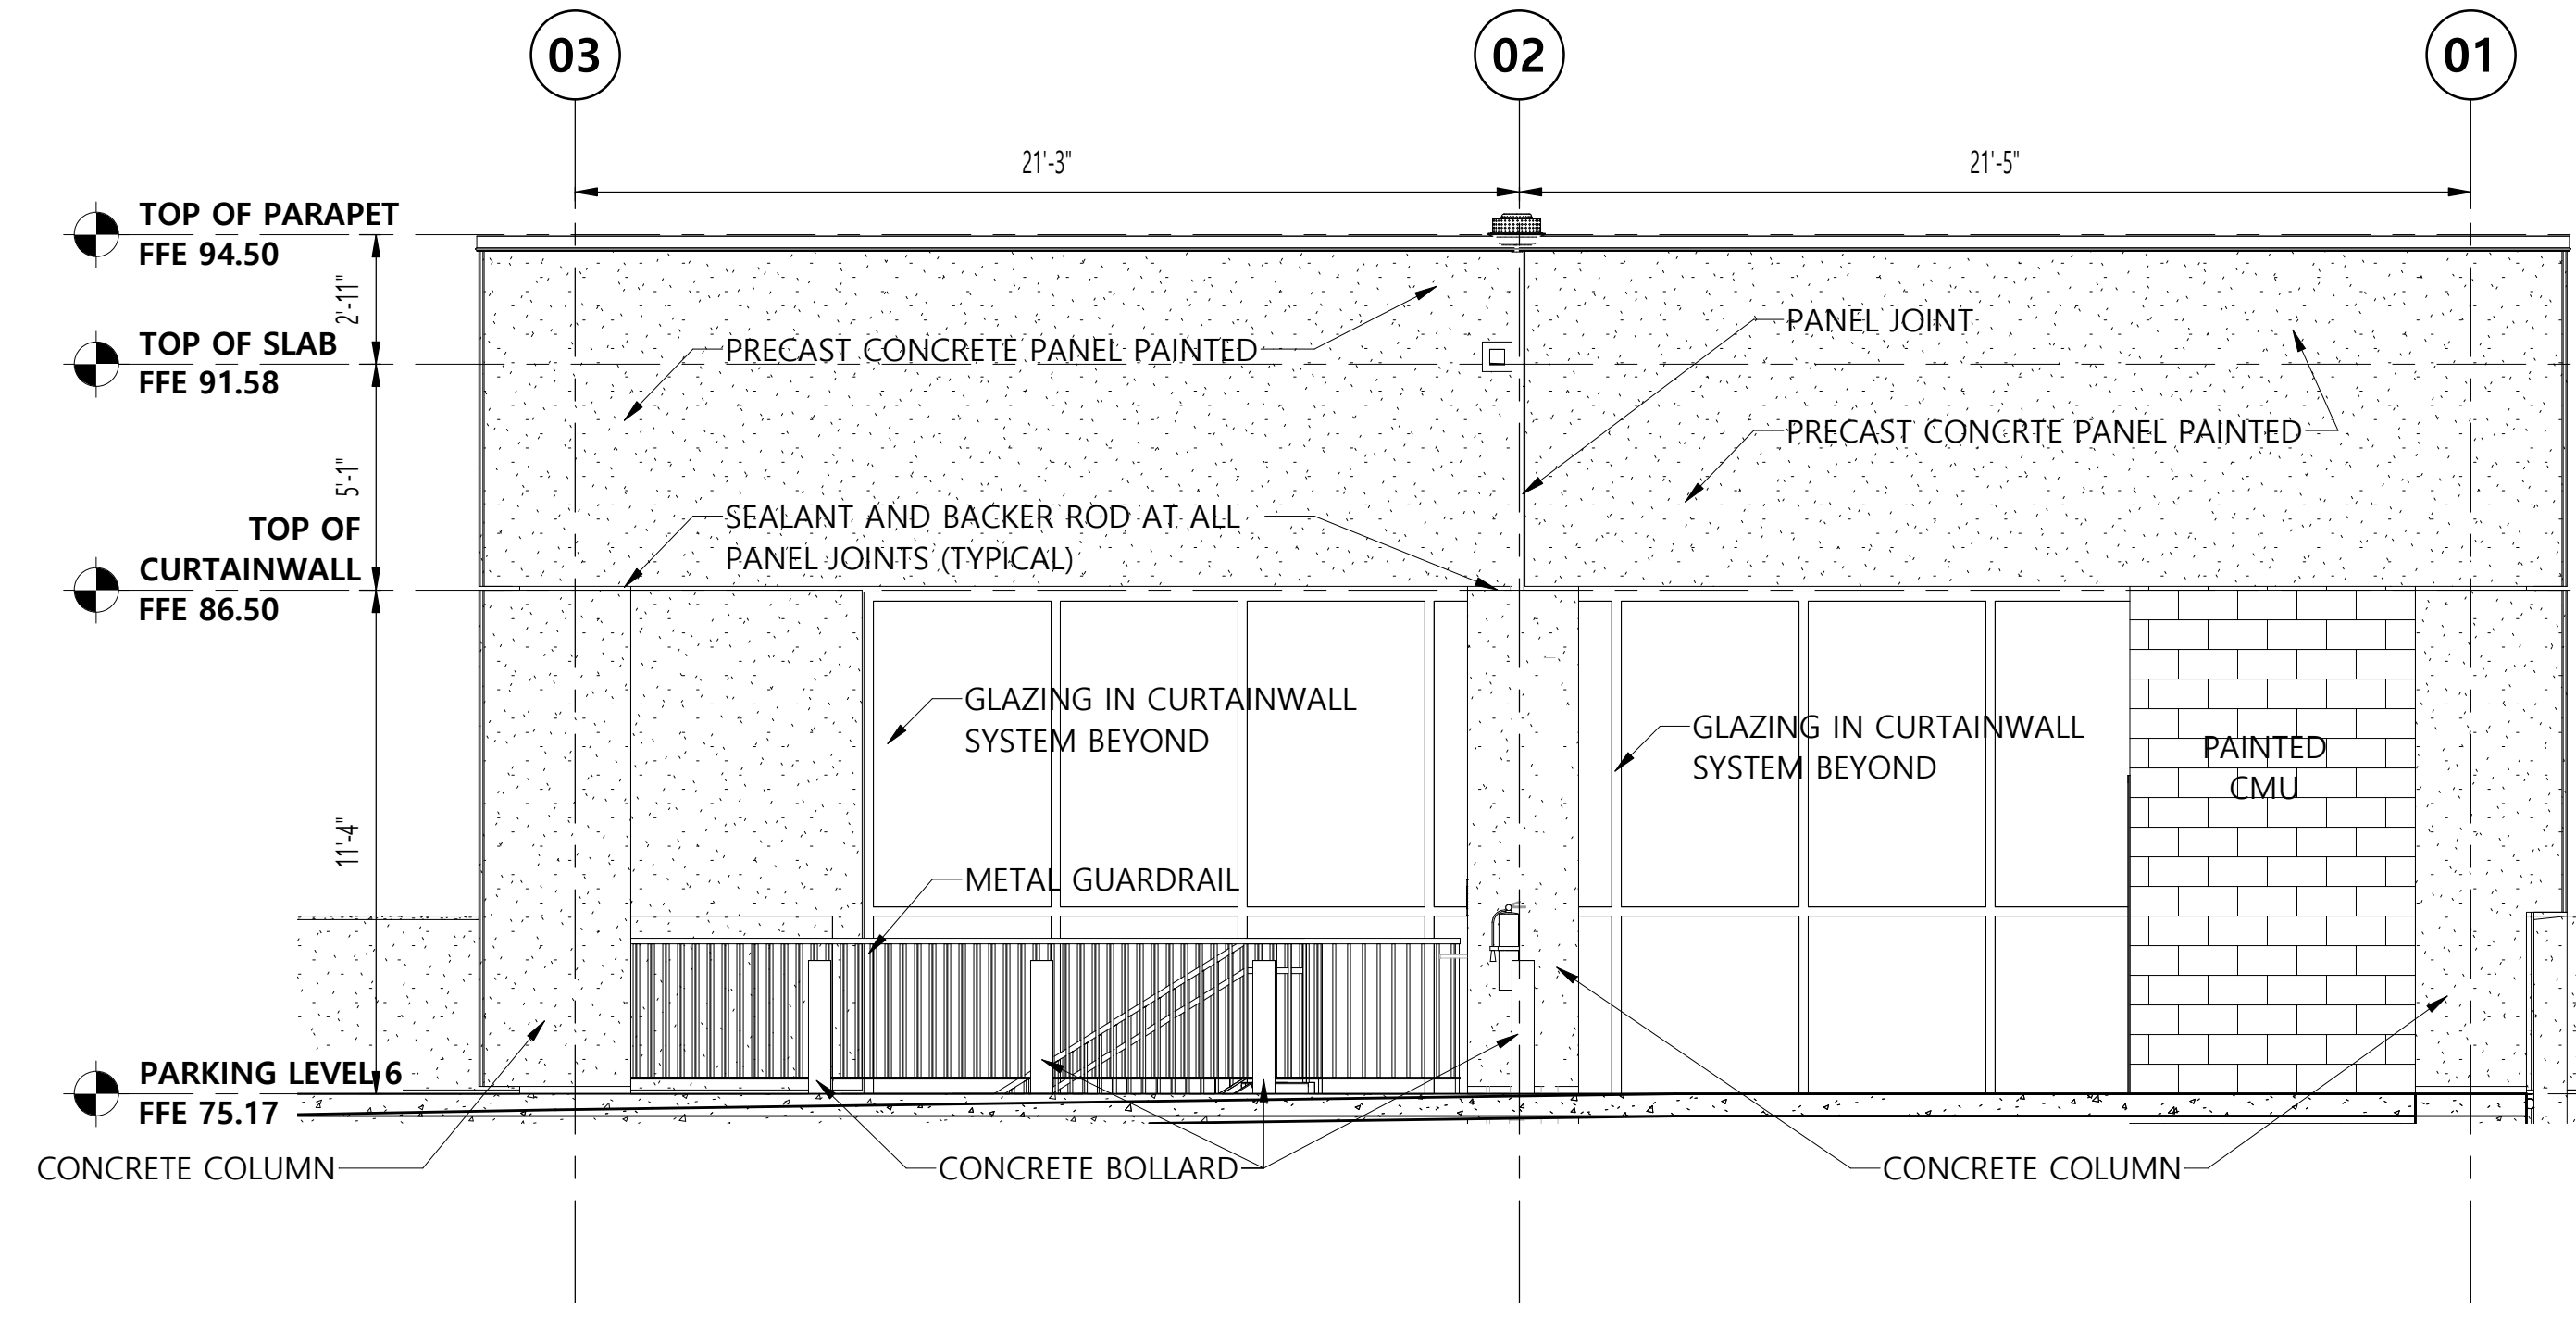 03
02
01
21'-3"
21'-5"
TOP OF PARAPET
FFE 94.50
2'-11"
TOP OF SLAB
FFE 91.58
5'-1"
TOP OF
CURTAINWALL
FFE 86.50
11'-4"
PARKING LEVEL 6
FFE 75.17
PRECAST CONCRETE PANEL PAINTED
PANEL JOINT
PRECAST CONCRTE PANEL PAINTED
SEALANT AND BACKER ROD AT ALL
PANEL JOINTS (TYPICAL)
GLAZING IN CURTAINWALL
SYSTEM BEYOND
GLAZING IN CURTAINWALL
SYSTEM BEYOND
PAINTED
CMU
METAL GUARDRAIL
CONCRETE COLUMN
CONCRETE BOLLARD
CONCRETE COLUMN